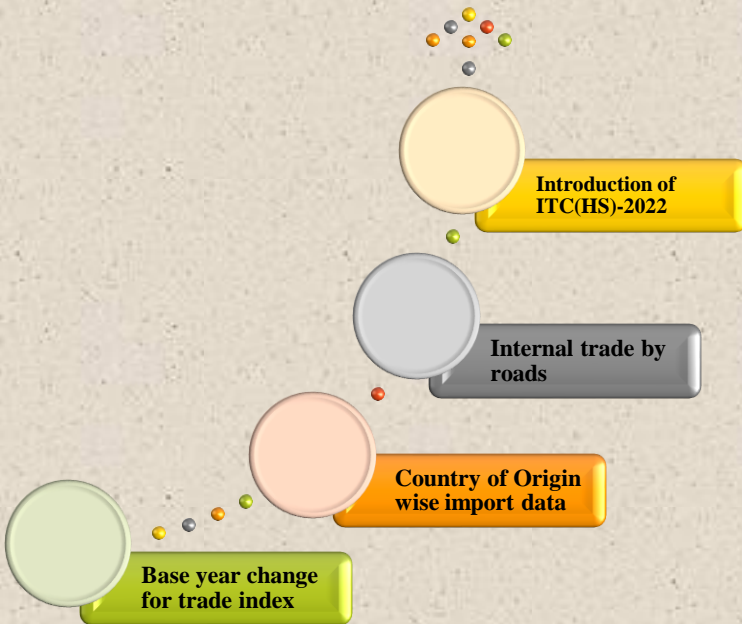 Introduction of
ITC(HS)-2022
Internal trade by
roads
Country of Origin
wise import data
Base year change
for trade index